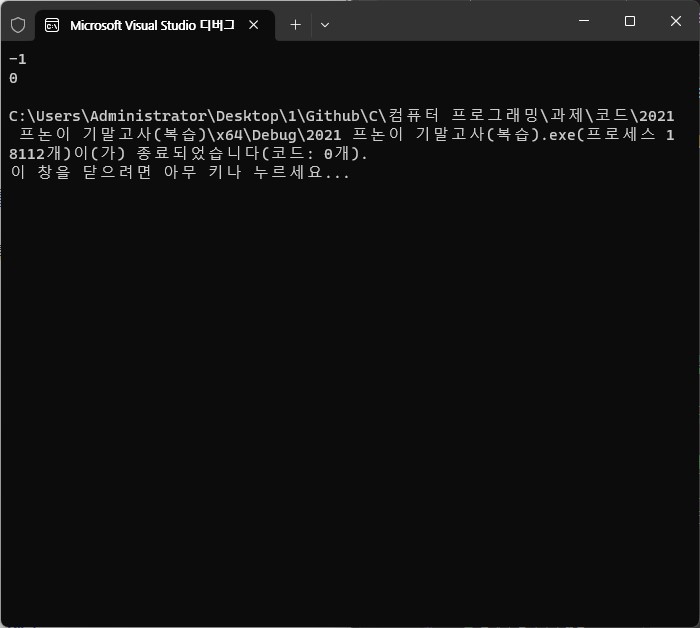 Microsoft Visual Studio 디버그
-1
0
C:\Users\Administrator\Desktop\1\Github\C\컴퓨터 프로그래밍\과제\코드\2021
프논이 기말고사(복습)\x64\Debug\2021 프논이 기말고사(복습).exe(프로세스 1
8112개)이(가) 종료되었습니다(코드: 0개).
이 창을 닫으려면 아무 키나 누르세요...